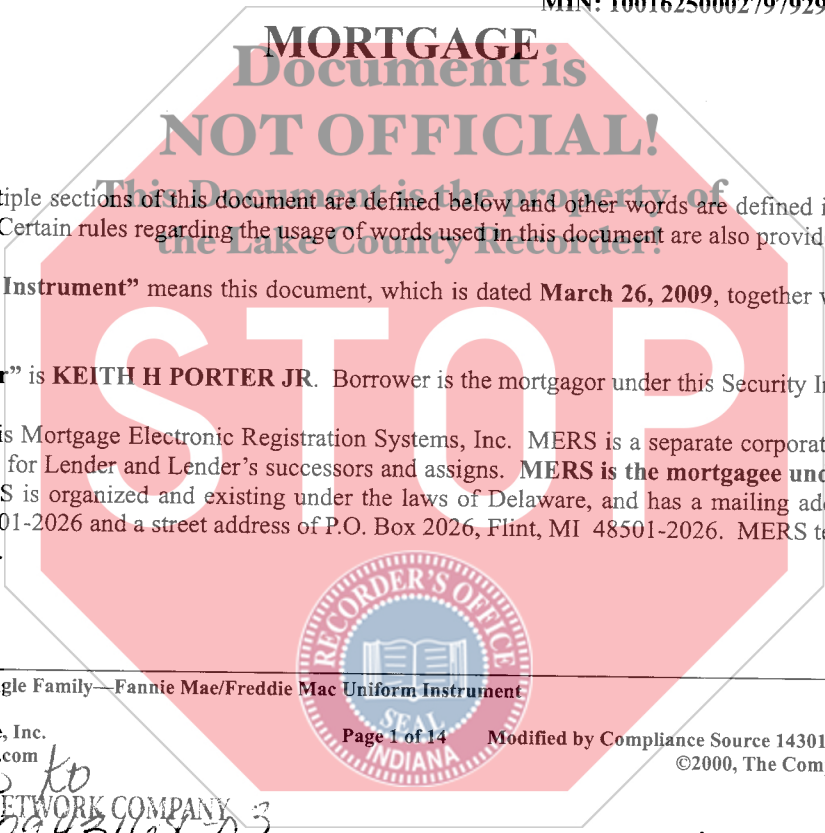 MIN: 10016250002797929
MORTGAGE
Document is
NOT OFFICIAL!
This Document is the property of
the Lake County Recorder!
tiple sections of this document are defined below and other words are defined i
Certain rules regarding the usage of words used in this document are also provid
Instrument” means this document, which is dated March 26, 2009, together
r” is KEITH H PORTER JR. Borrower is the mortgagor under this Security In
is Mortgage Electronic Registration Systems, Inc. MERS is a separate corporat
for Lender and Lender’s successors and assigns. MERS is the mortgagee und
S is organized and existing under the laws of Delaware, and has a mailing add
01-2026 and a street address of P.O. Box 2026, Flint, MI 48501-2026. MERS te
STOP
RECORDER'S OFFICE
SEAL
INDIANA
gle Family—Fannie Mae/Freddie Mac Uniform Instrument
e, Inc.
.com
Page 1 of 14 Modified by Compliance Source 14301
©2000, The Com
ETWORK COMPANY